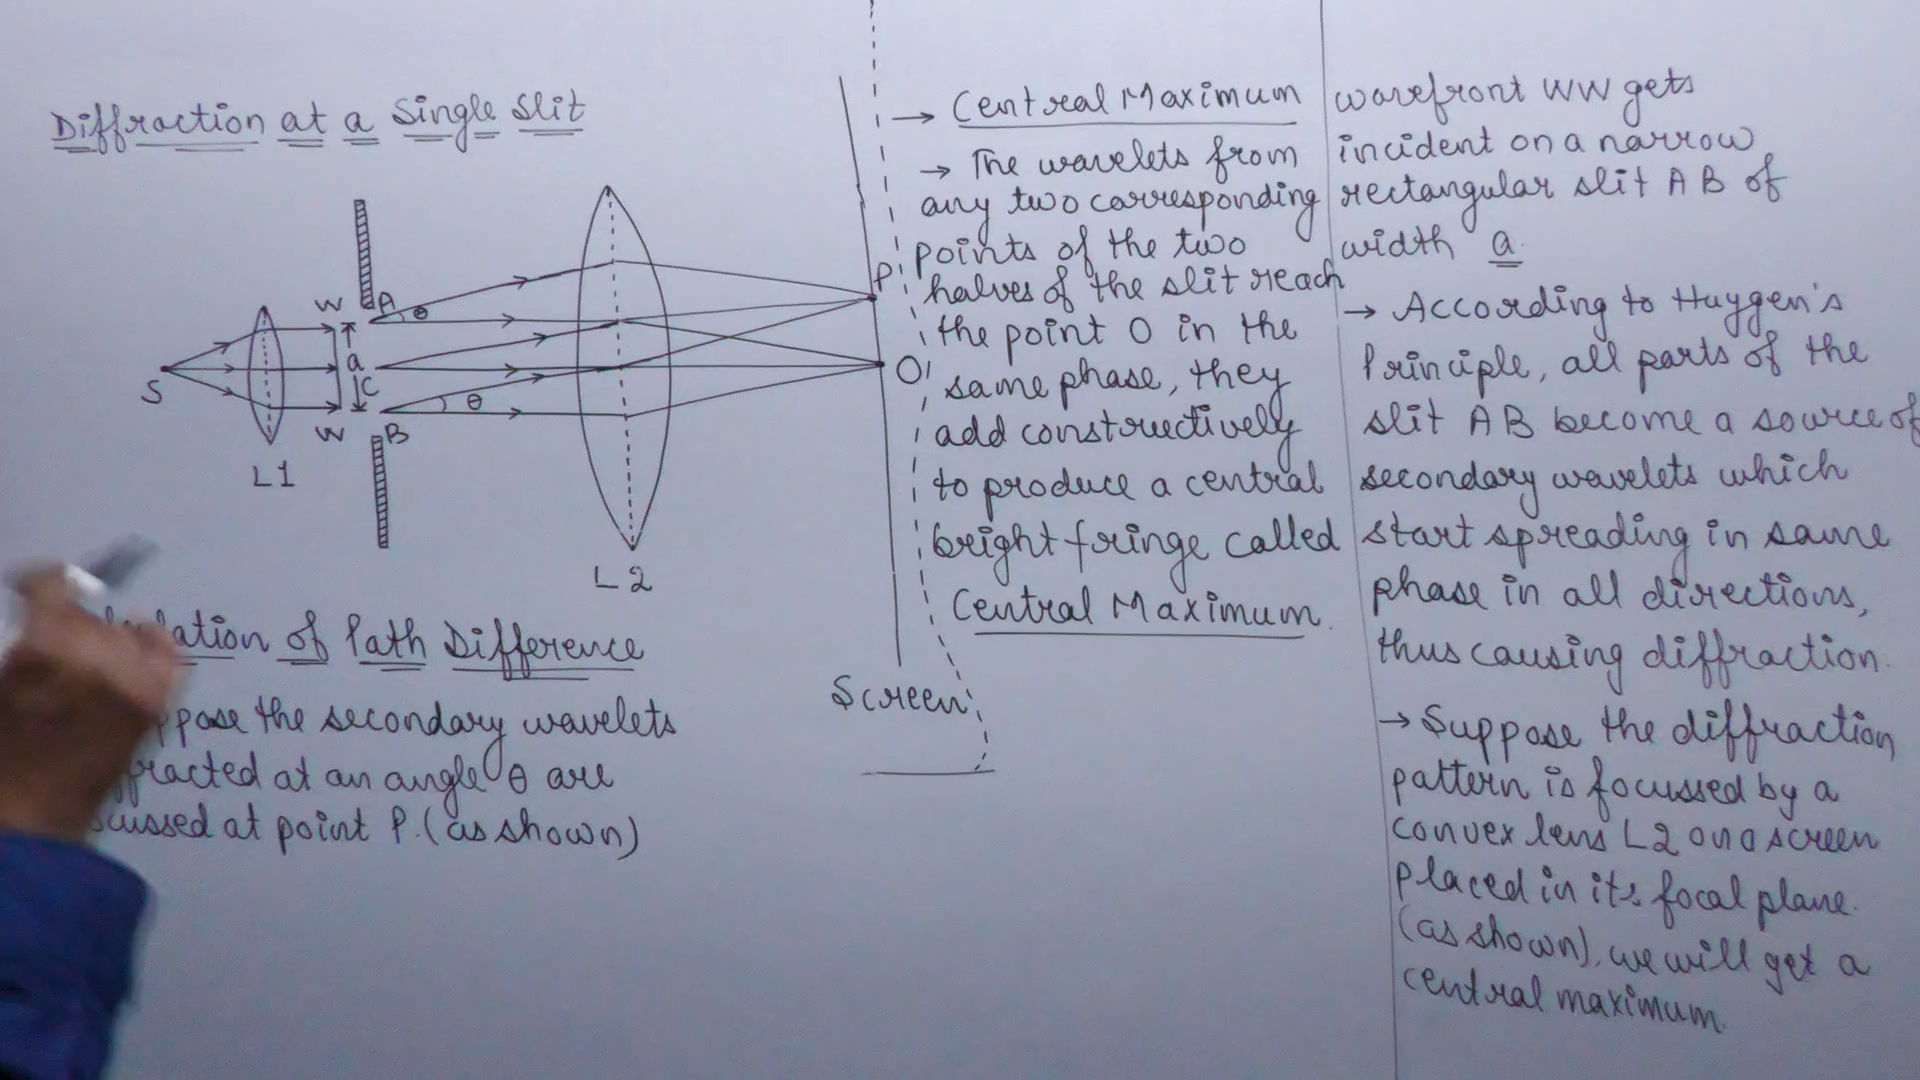 Diffraction at a Single Slit
W
A
θ
a
S
C
θ
W
B
L1
L2
P
O
Screen
of Path Difference
the secondary wavelets
at an angle θ are
at point P. (as shown)
→ Central Maximum
→ The wavelets from
any two corresponding
points of the two
halves of the slit reach
the point O in the
same phase, they
add constructively
to produce a central
bright fringe called
Central Maximum.
wavefront WW gets
incident on a narrow
rectangular slit AB of
width a.
→ According to Huygen's
Principle, all parts of the
slit AB become a source of
secondary wavelets which
start spreading in same
phase in all directions,
thus causing diffraction.
→ Suppose the diffraction
pattern is focussed by a
convex lens L2 on a screen
placed in its focal plane.
(as shown), we will get a
central maximum.